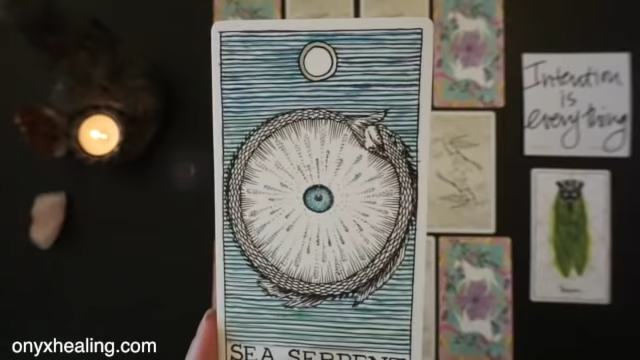 Intention
is
everything
SEA SERPENT
onyxhealing.com